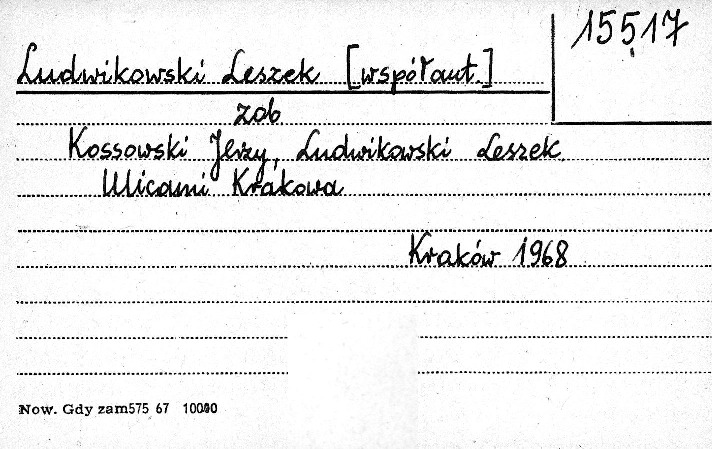 15517
Ludwikowski Leszek [współaut.]
zob
Kossowski Jerzy, Ludwikowski Leszek
Ulicami Krakowa
Kraków 1968
Now. Gdy zam575 67 10000